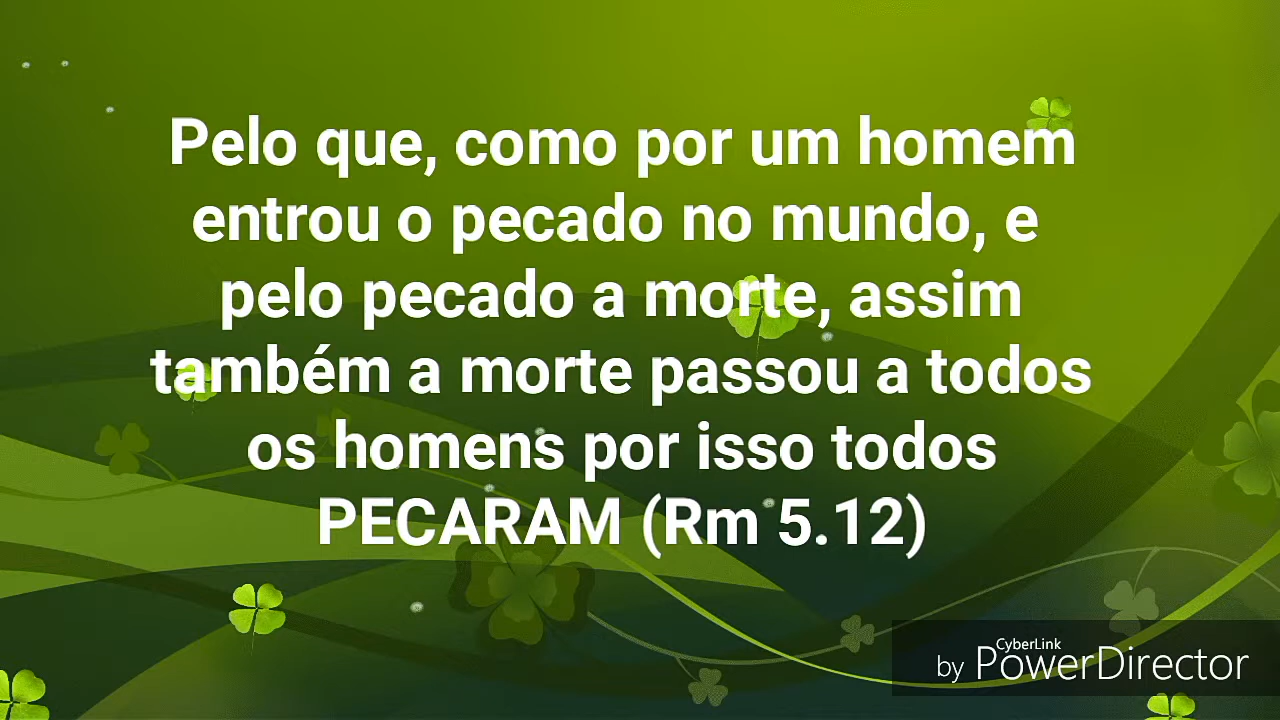 Pelo que, como por um homem
entrou o pecado no mundo, e
pelo pecado a morte, assim
também a morte passou a todos
os homens por isso todos
PECARAM (Rm 5.12)
CyberLink
by PowerDirector